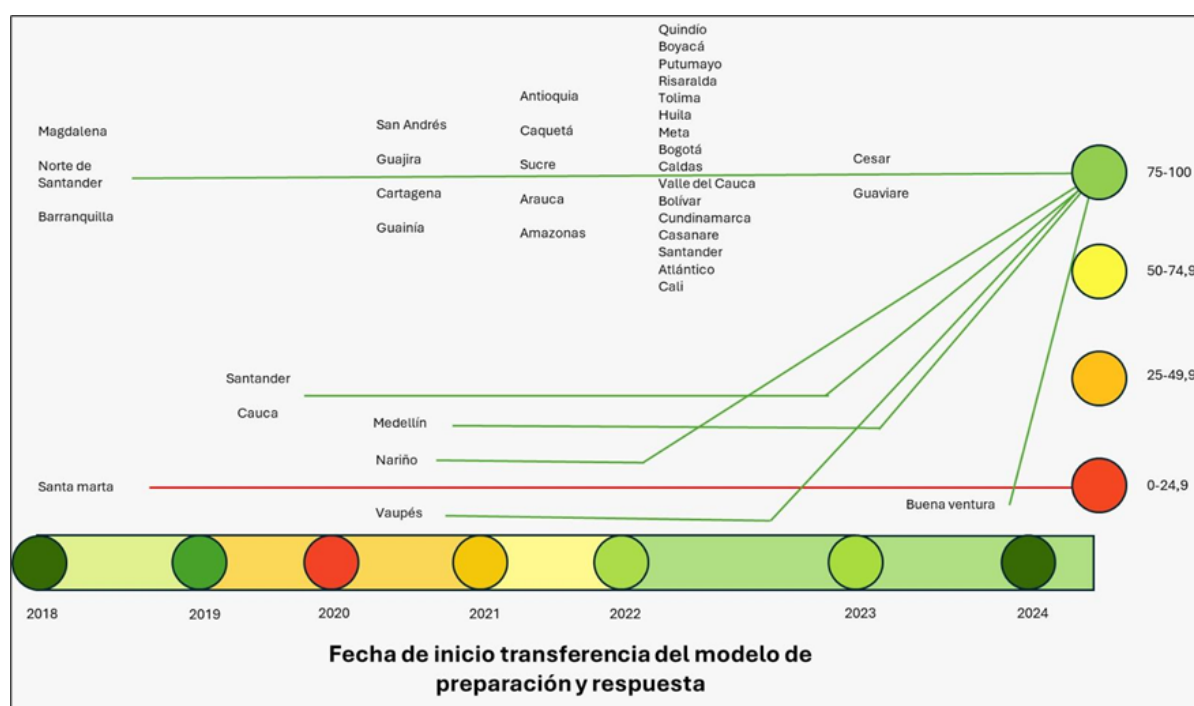 Magdalena
Norte de
Santander
Barranquilla
San Andrés
Guajira
Cartagena
Guainía
Antioquia
Caquetá
Sucre
Arauca
Amazonas
Quindío
Boyacá
Putumayo
Risaralda
Tolima
Huila
Meta
Bogotá
Caldas
Valle del Cauca
Bolívar
Cundinamarca
Casanare
Santander
Atlántico
Cali
Cesar
Guaviare
75-100
50-74,9
25-49,9
0-24,9
Santander
Cauca
Medellín
Nariño
Santa marta
Vaupés
Buena ventura
2018
2019
2020
2021
2022
2023
2024
Fecha de inicio transferencia del modelo de
preparación y respuesta